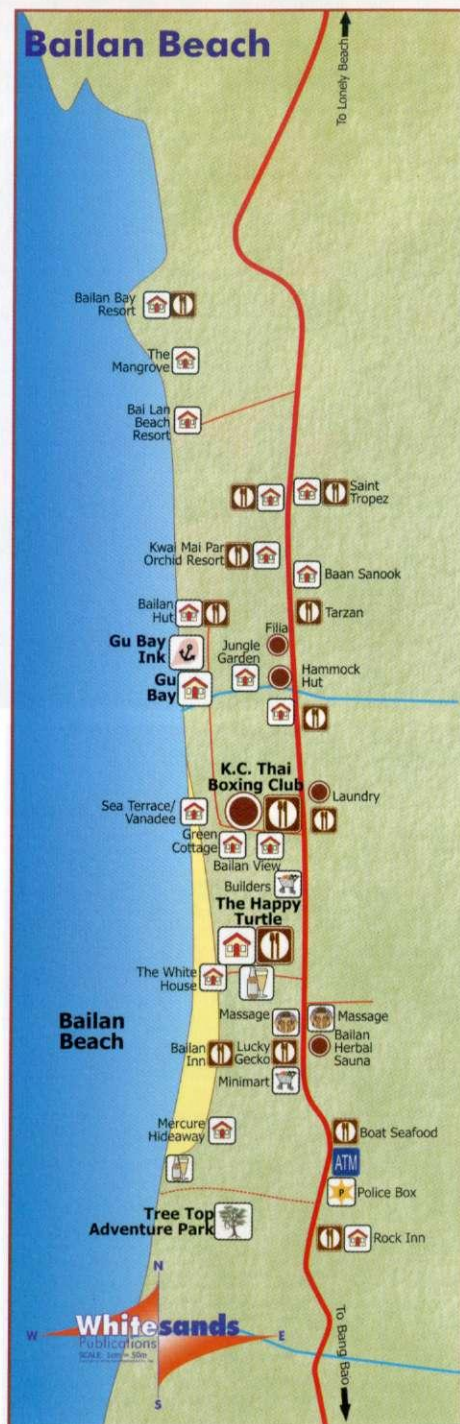 Bailan Beach
To Lonely Beach
Bailan Bay
Resort
The
Mangrove
Bai Lan
Beach
Resort
Saint
Tropez
Kwai Mai Par
Orchid Resort
Baan Sanook
Bailan
Hut
Tarzan
Gu Bay
Ink
Filia
Jungle
Garden
Gu
Bay
Hammock
Hut
K.C. Thai
Boxing Club
Laundry
Sea Terrace/
Vanadee
Green
Cottage
Bailan View
Builders
The Happy
Turtle
The White
House
Bailan
Beach
Massage
Massage
Bailan
Inn
Lucky
Gecko
Bailan
Herbal
Sauna
Minimart
Mercure
Hideaway
Boat Seafood
ATM
P
Police Box
Tree Top
Adventure Park
Rock Inn
N
W
E
S
Whitesands
Publications
SCALE: 1cm = 50m
To Bang Bao